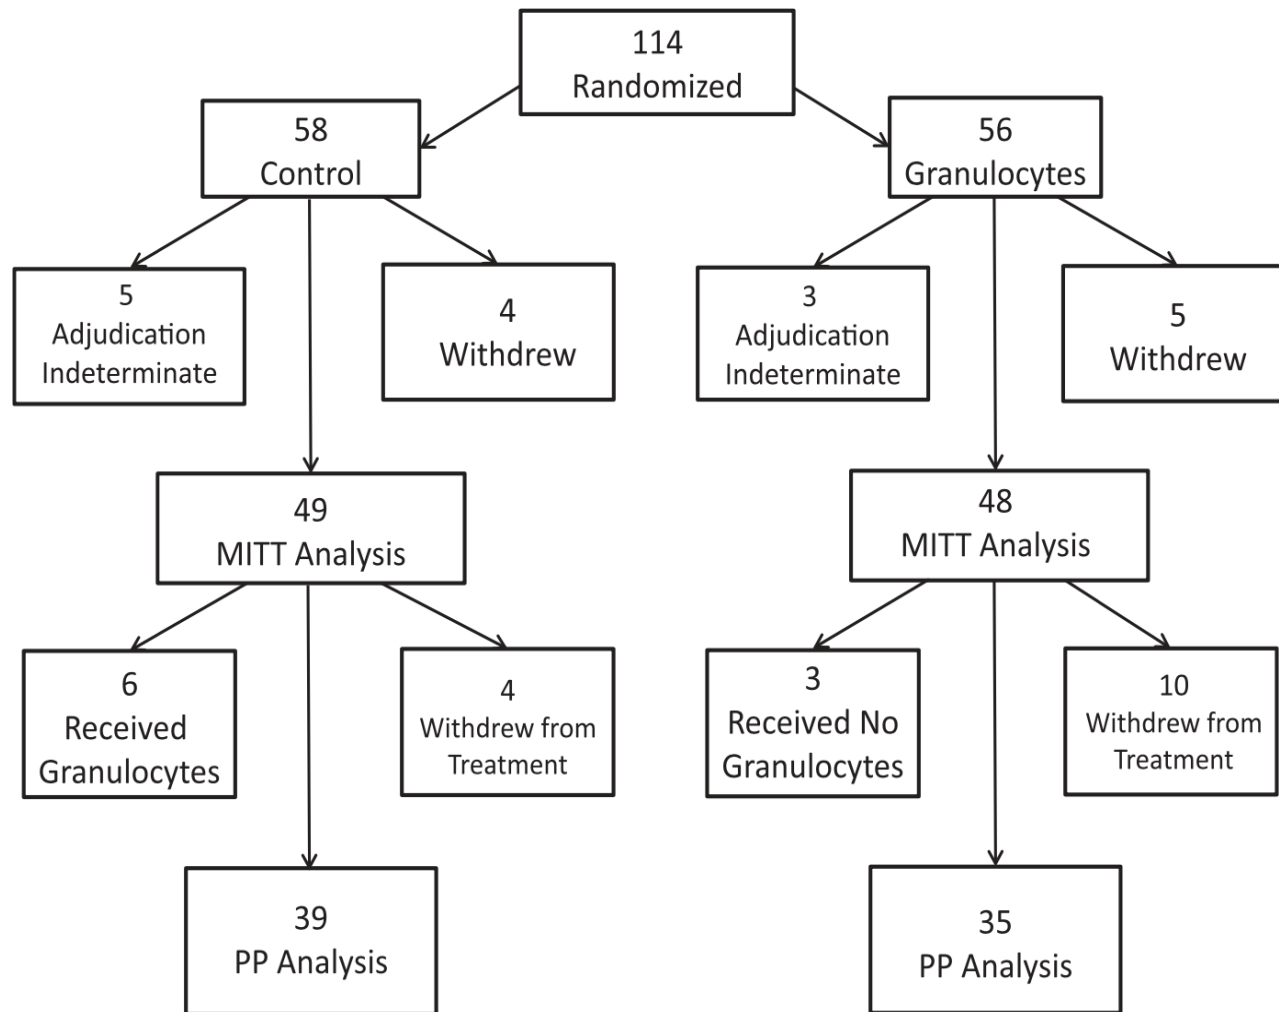 114
Randomized
58
Control
56
Granulocytes
5
Adjudication
Indeterminate
4
Withdrew
3
Adjudication
Indeterminate
5
Withdrew
49
MITT Analysis
48
MITT Analysis
6
Received
Granulocytes
4
Withdrew from
Treatment
3
Received No
Granulocytes
10
Withdrew from
Treatment
39
PP Analysis
35
PP Analysis